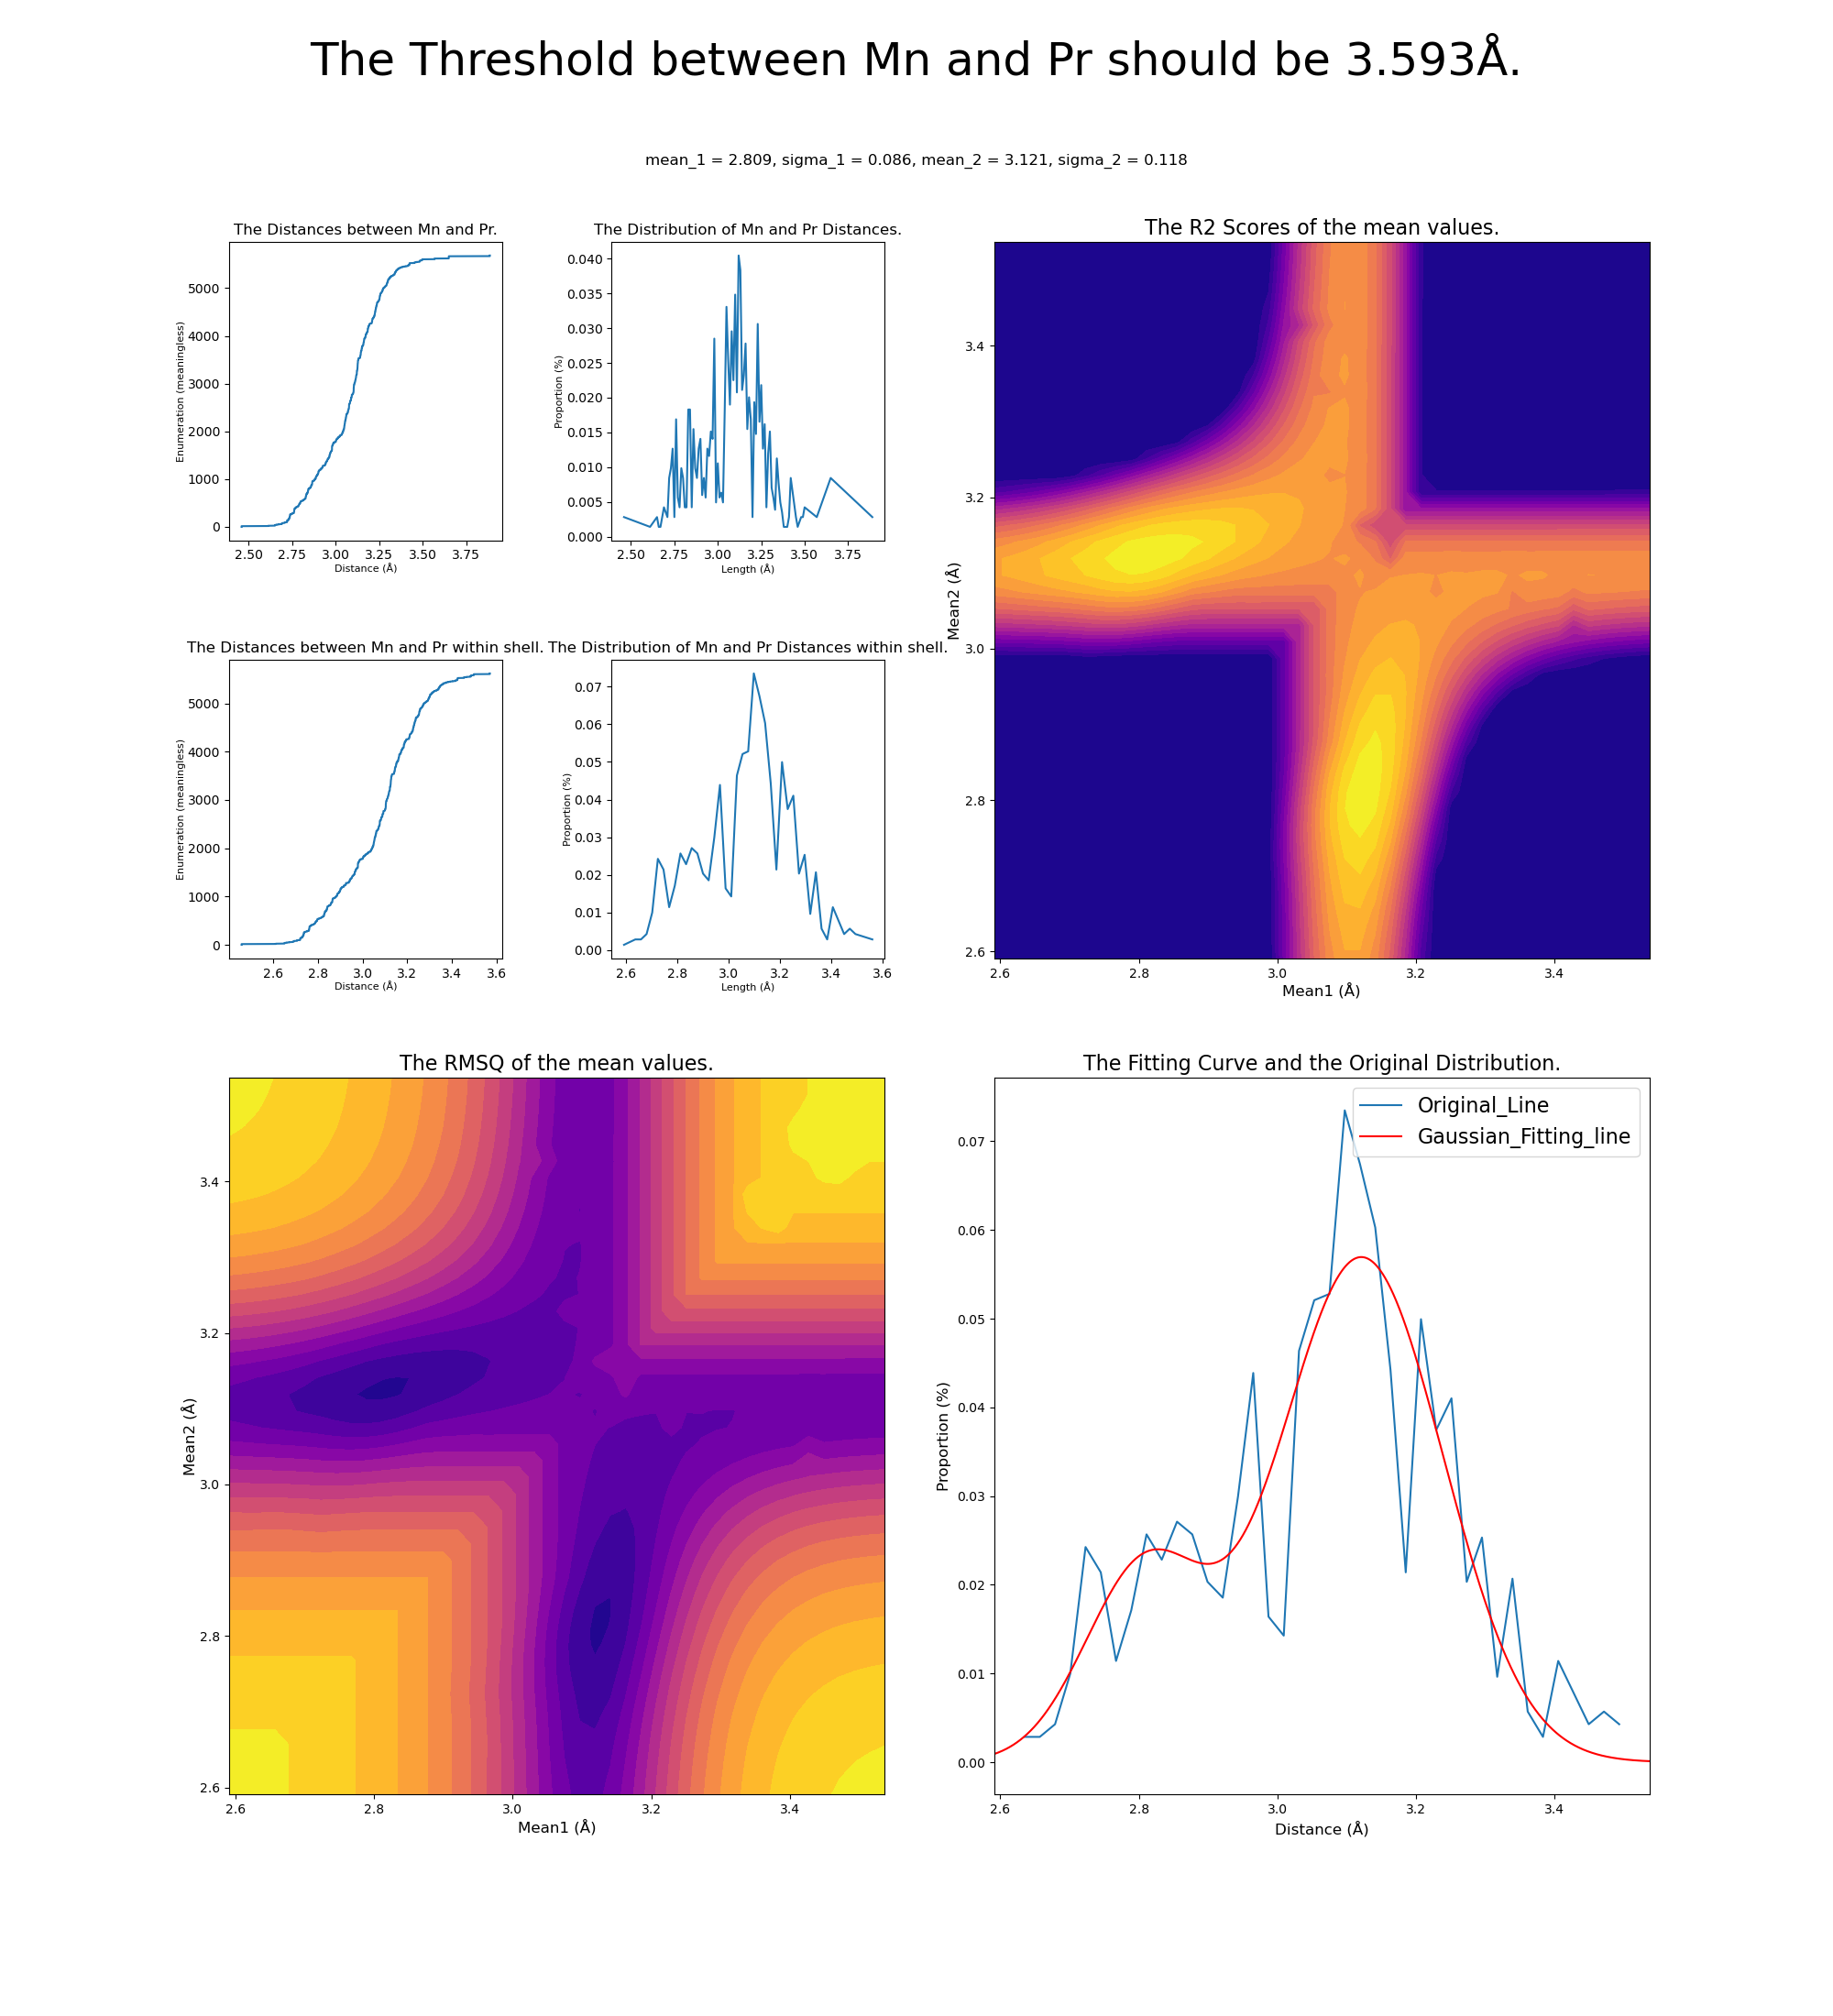 The Threshold between Mn and Pr should be 3.593Å.
mean_1 = 2.809, sigma_1 = 0.086, mean_2 = 3.121, sigma_2 = 0.118
The Distances between Mn and Pr.
Enumeration (meaningless)
5000
4000
3000
2000
1000
0
2.50 2.75 3.00 3.25 3.50 3.75
Distance (Å)
The Distribution of Mn and Pr Distances.
Proportion (%)
0.040
0.035
0.030
0.025
0.020
0.015
0.010
0.005
0.000
2.50 2.75 3.00 3.25 3.50 3.75
Length (Å)
The R2 Scores of the mean values.
Mean2 (Å)
3.4
3.2
3.0
2.8
2.6
2.6 2.8 3.0 3.2 3.4
Mean1 (Å)
The Distances between Mn and Pr within shell.
Enumeration (meaningless)
5000
4000
3000
2000
1000
0
2.6 2.8 3.0 3.2 3.4 3.6
Distance (Å)
The Distribution of Mn and Pr Distances within shell.
Proportion (%)
0.07
0.06
0.05
0.04
0.03
0.02
0.01
0.00
2.6 2.8 3.0 3.2 3.4 3.6
Length (Å)
The RMSQ of the mean values.
Mean2 (Å)
3.4
3.2
3.0
2.8
2.6
2.6 2.8 3.0 3.2 3.4
Mean1 (Å)
The Fitting Curve and the Original Distribution.
Original_Line
Gaussian_Fitting_line
Proportion (%)
0.07
0.06
0.05
0.04
0.03
0.02
0.01
0.00
2.6 2.8 3.0 3.2 3.4
Distance (Å)